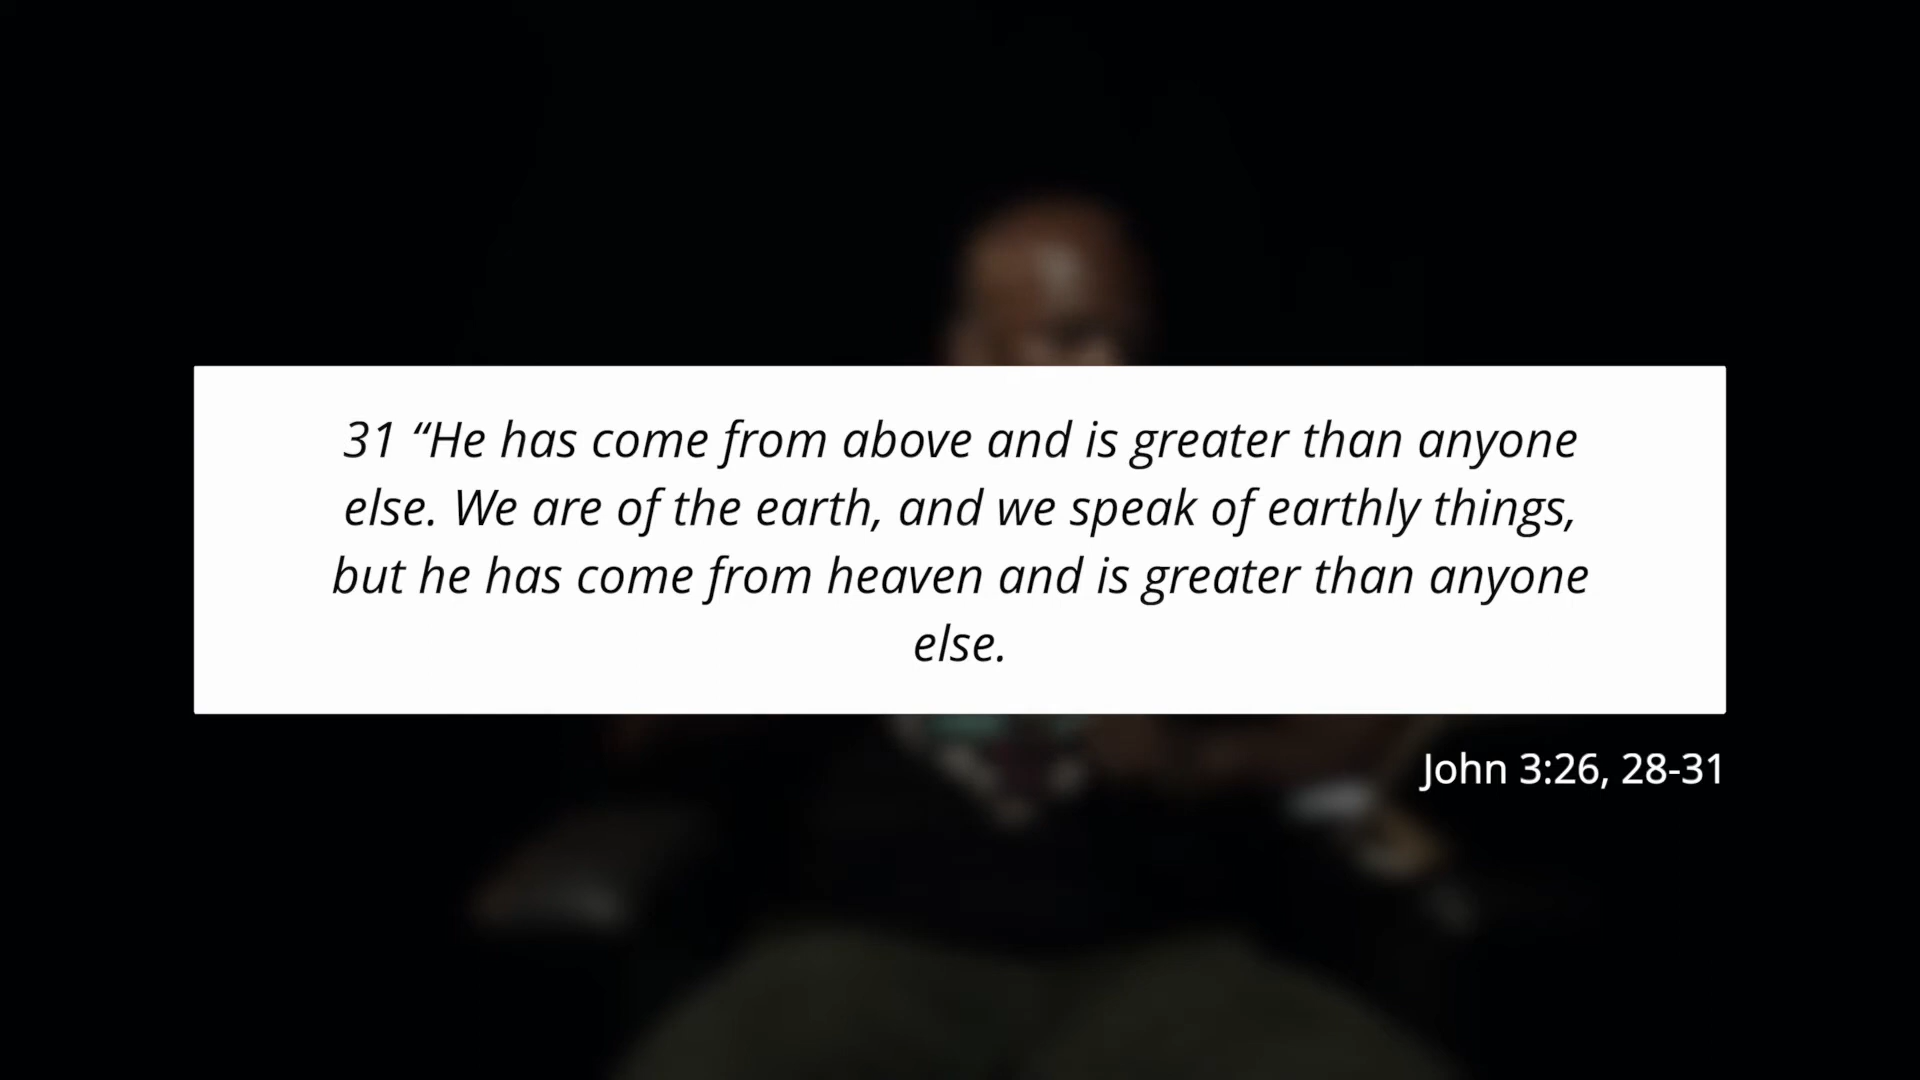 31 “He has come from above and is greater than anyone
else. We are of the earth, and we speak of earthly things,
but he has come from heaven and is greater than anyone
else.
John 3:26, 28-31